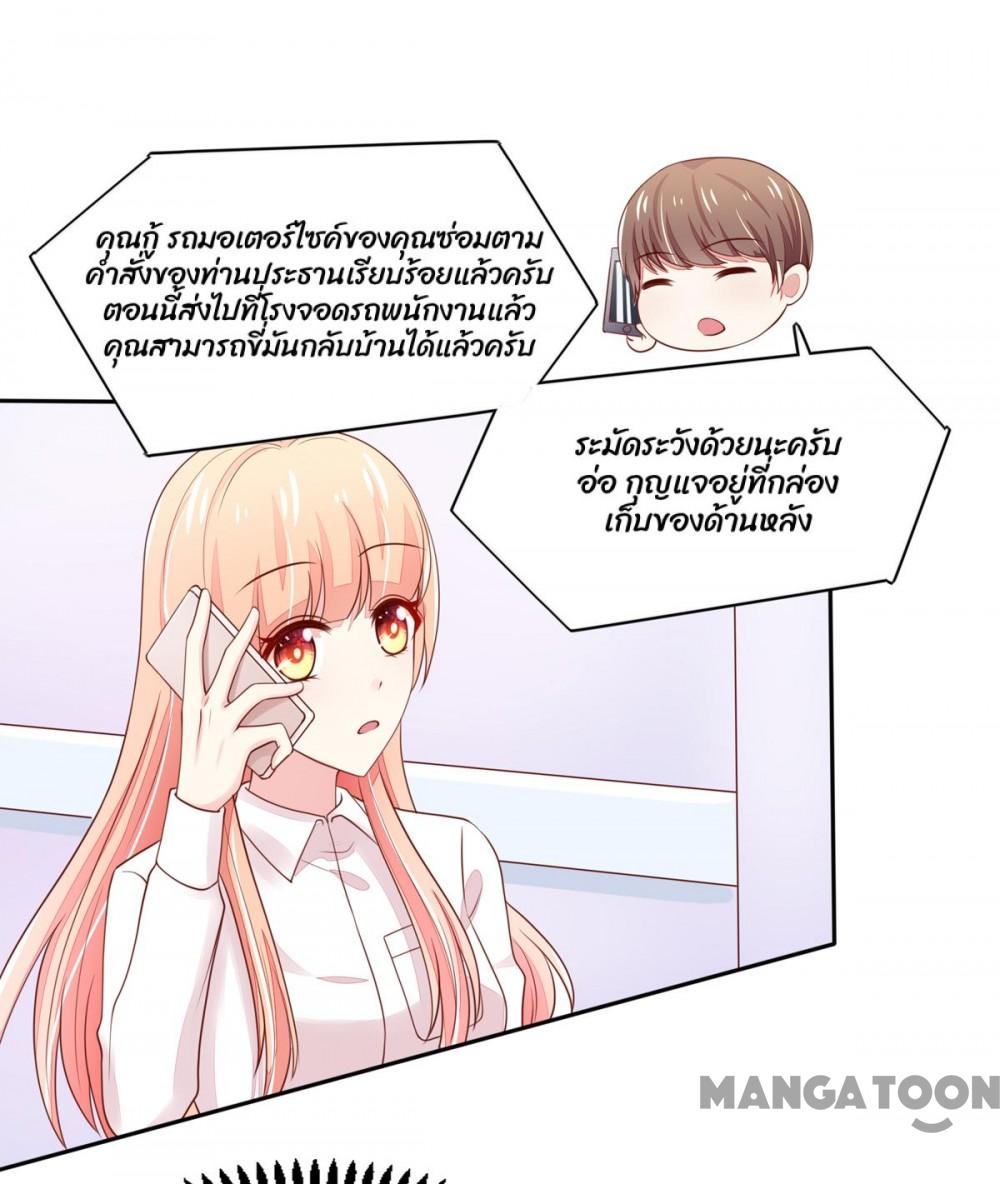 คุณกู้ รถมอเตอร์ไซค์ของคุณซ่อมตาม
คำสั่งของท่านประธานเรียบร้อยแล้วครับ
ตอนนี้ส่งไปที่โรงจอดรถพนักงานแล้ว
คุณสามารถขี่มันกลับบ้านได้แล้วครับ
ระมัดระวังด้วยนะครับ
อ่อ กุญแจอยู่ที่กล่อง
เก็บของด้านหลัง
MANGATOON